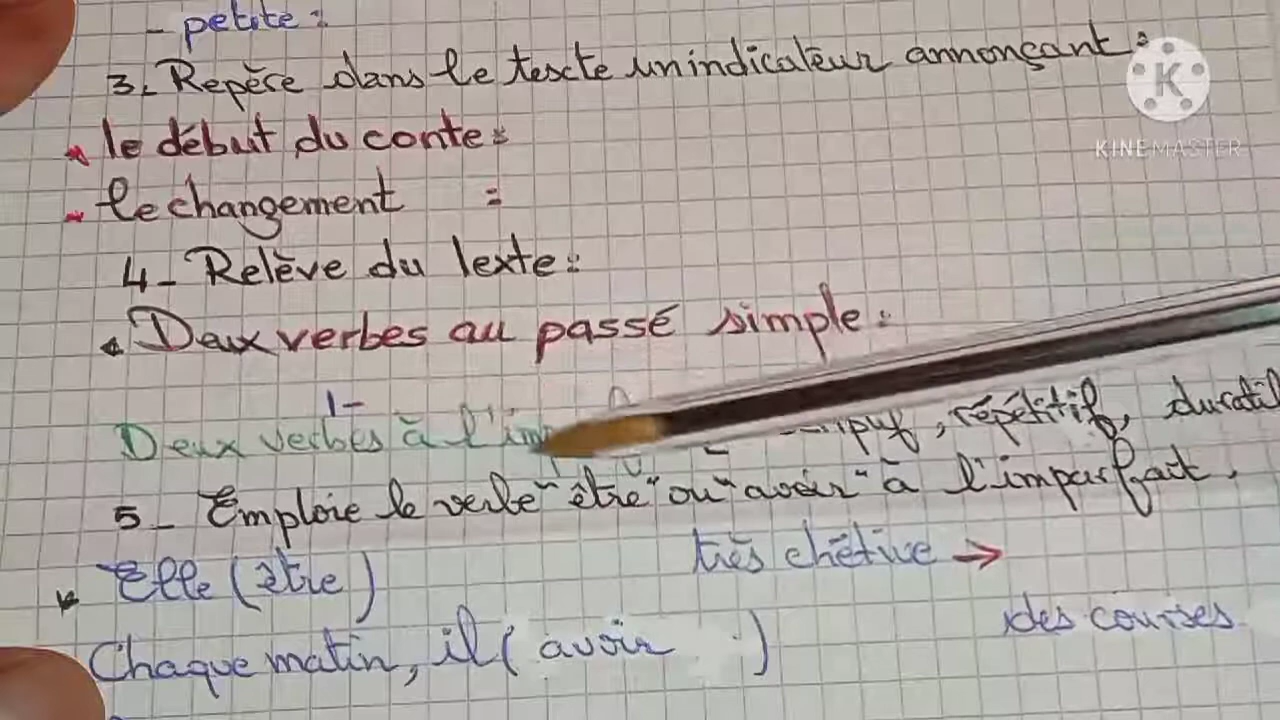 - petite :
3- Repère dans le texte un indicateur annonçant :
le début du conte :
le changement :
4- Relève du texte :
Deux verbes au passé simple :
1-
Deux verbes à l'imp , répétitif, duratif
5- Emploie le verbe "être" ou "avoir" à l'imparfait.
Elle (être) très chétive →
des courses
Chaque matin, il ( avoir )
K
KINEMASTER